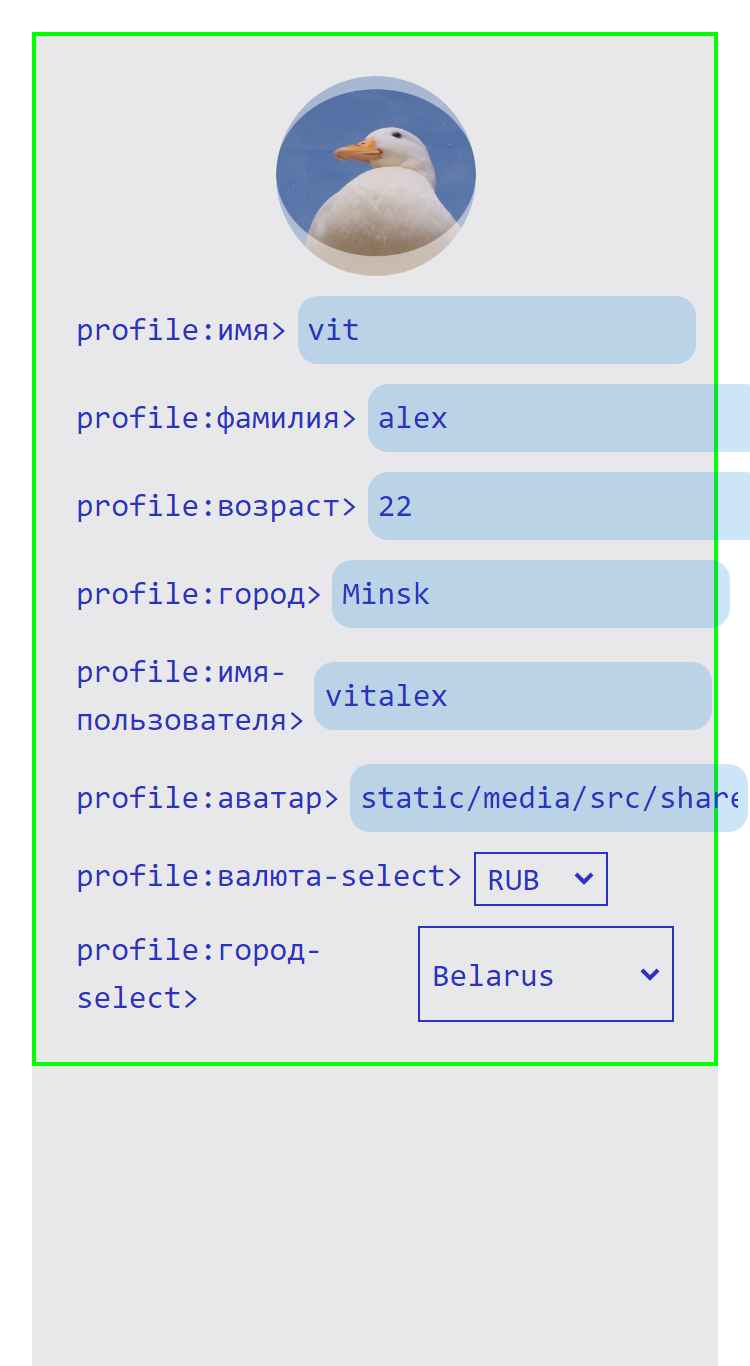 profile:имя> vit
profile:фамилия> alex
profile:возраст> 22
profile:город> Minsk
profile:имя-
пользователя> vitalex
profile:аватар> static/media/src/share
profile:валюта-select> RUB
profile:город-
select> Belarus